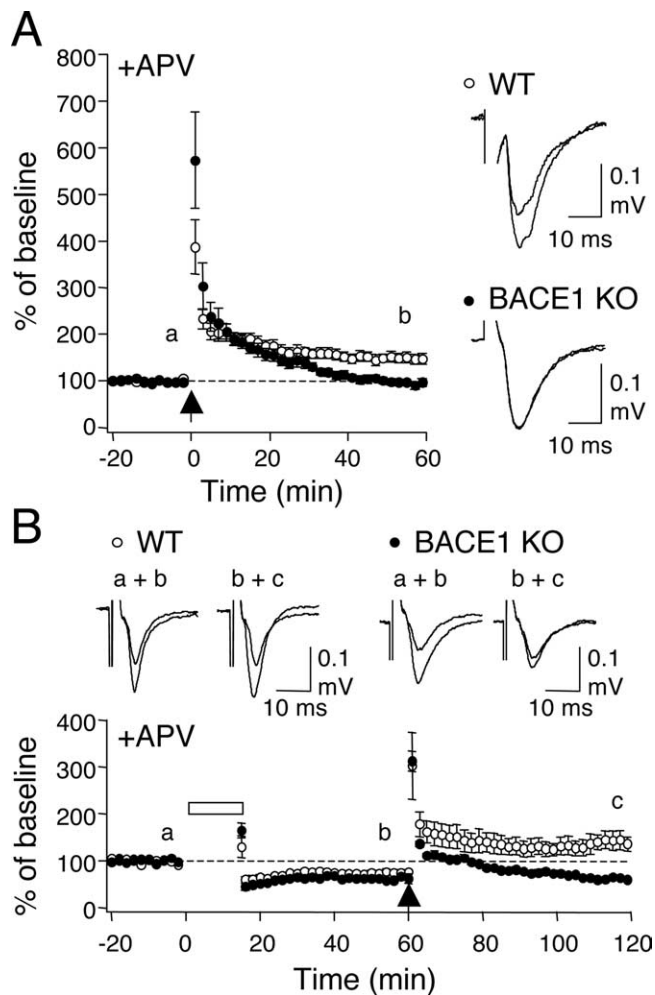 A
+APV
% of baseline
800
700
600
500
400
300
200
100
0
-20
0
20
40
60
Time (min)
a
b
WT
0.1
mV
10 ms
BACE1 KO
0.1
mV
10 ms
B
WT
BACE1 KO
a + b
b + c
a + b
b + c
0.1
mV
10 ms
0.1
mV
10 ms
+APV
% of baseline
400
300
200
100
0
a
b
c
-20
0
20
40
60
80
100
120
Time (min)